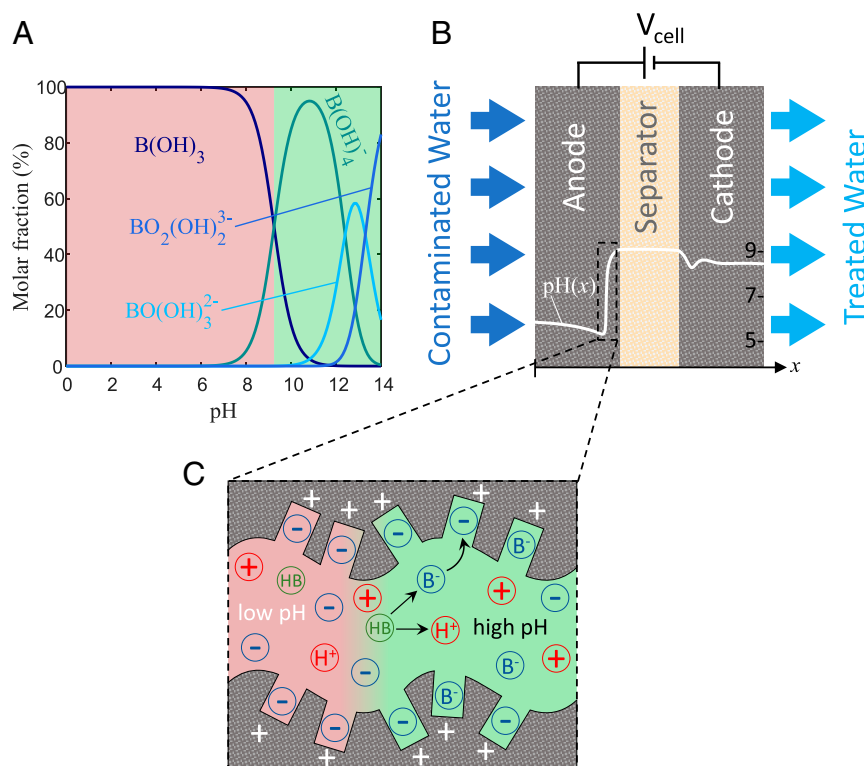 A
B
V_cell
100
80
60
40
20
0
Molar fraction (%)
B(OH)₃
B(OH)₄⁻
BO₂(OH)₂³⁻
BO(OH)₃²⁻
0 2 4 6 8 10 12 14
pH
Contaminated Water
Anode
Separator
Cathode
Treated Water
pH(x)
9-
7-
5-
x
C
+ + + + +
- - - - - B⁻
+ HB - + B⁻ + -
low pH HB H⁺ high pH
- H⁺ - B⁻ +
- - - B⁻ -
+ + + +